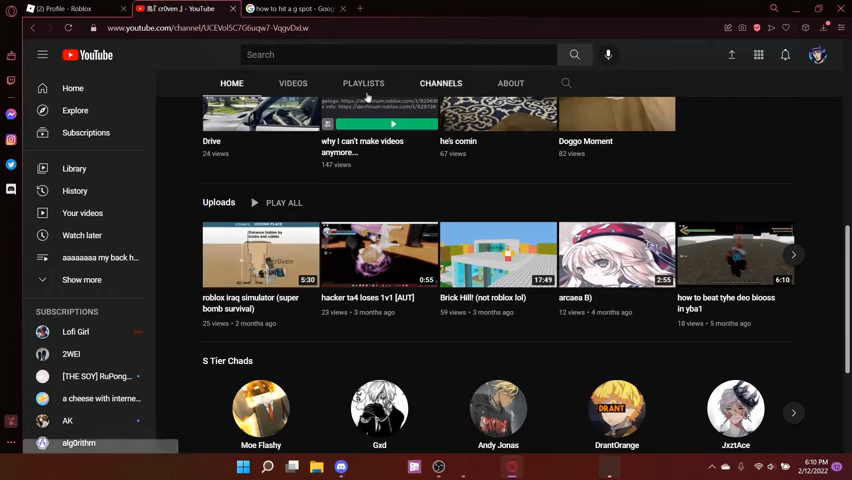 (2) Profile - Roblox
cr0ven 』 - YouTube
how to hit a g spot - Goog
www.youtube.com/channel/UCEVol5C7G6uqw7-VqgvDxLw
YouTube
Search
HOME VIDEOS PLAYLISTS CHANNELS ABOUT
Home
Explore
Subscriptions
Library
History
Your videos
Watch later
aaaaaaa my back h...
Show more
SUBSCRIPTIONS
Lofi Girl
2WEI
[THE SOY] RuPong...
a cheese with interne...
AK
alg0rithm
Drive
24 views
why I can't make videos
anymore...
147 views
he's comin
67 views
Doggo Moment
82 views
Uploads PLAY ALL
5:30
roblox iraq simulator (super
bomb survival)
25 views • 2 months ago
0:55
hacker ta4 loses 1v1 [AUT]
23 views • 3 months ago
17:49
Brick Hill! (not roblox lol)
59 views • 3 months ago
2:55
arcaea B)
12 views • 4 months ago
6:10
how to beat tyhe deo biooss
in yba1
18 views • 5 months ago
S Tier Chads
Moe Flashy
Gxd
Andy Jonas
DRANT
DrantOrange
JxztAce
6:10 PM
2/12/2022